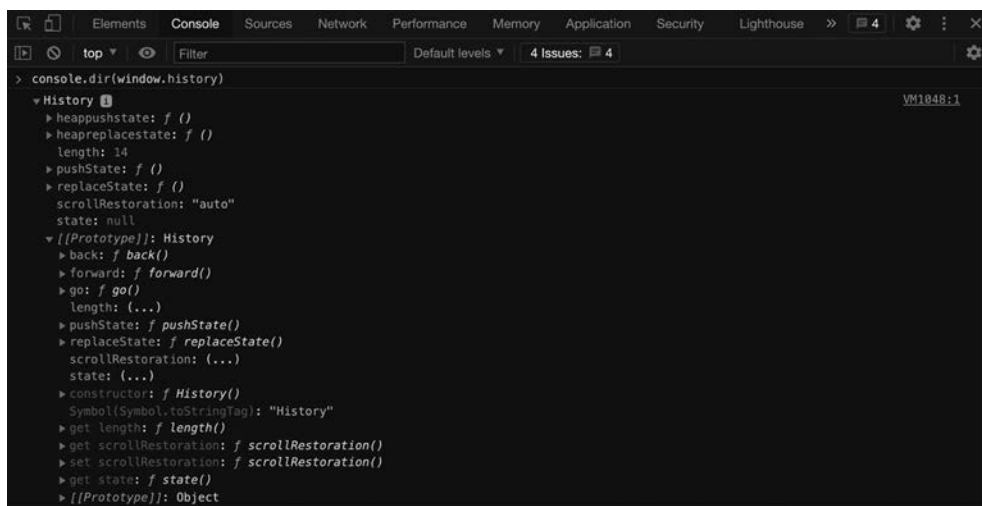 Elements Console Sources Network Performance Memory Application Security Lighthouse » 4
top ▼ Filter Default levels ▼ 4 Issues: 4
> console.dir(window.history)
▼History i VM1048:1
▶ heappushstate: ƒ ()
▶ heapreplacestate: ƒ ()
length: 14
▶ pushState: ƒ ()
▶ replaceState: ƒ ()
scrollRestoration: "auto"
state: null
▼ [[Prototype]]: History
▶ back: ƒ back()
▶ forward: ƒ forward()
▶ go: ƒ go()
length: (...)
▶ pushState: ƒ pushState()
▶ replaceState: ƒ replaceState()
scrollRestoration: (...)
state: (...)
▶ constructor: ƒ History()
Symbol(Symbol.toStringTag): "History"
▶ get length: ƒ length()
▶ get scrollRestoration: ƒ scrollRestoration()
▶ set scrollRestoration: ƒ scrollRestoration()
▶ get state: ƒ state()
▶ [[Prototype]]: Object